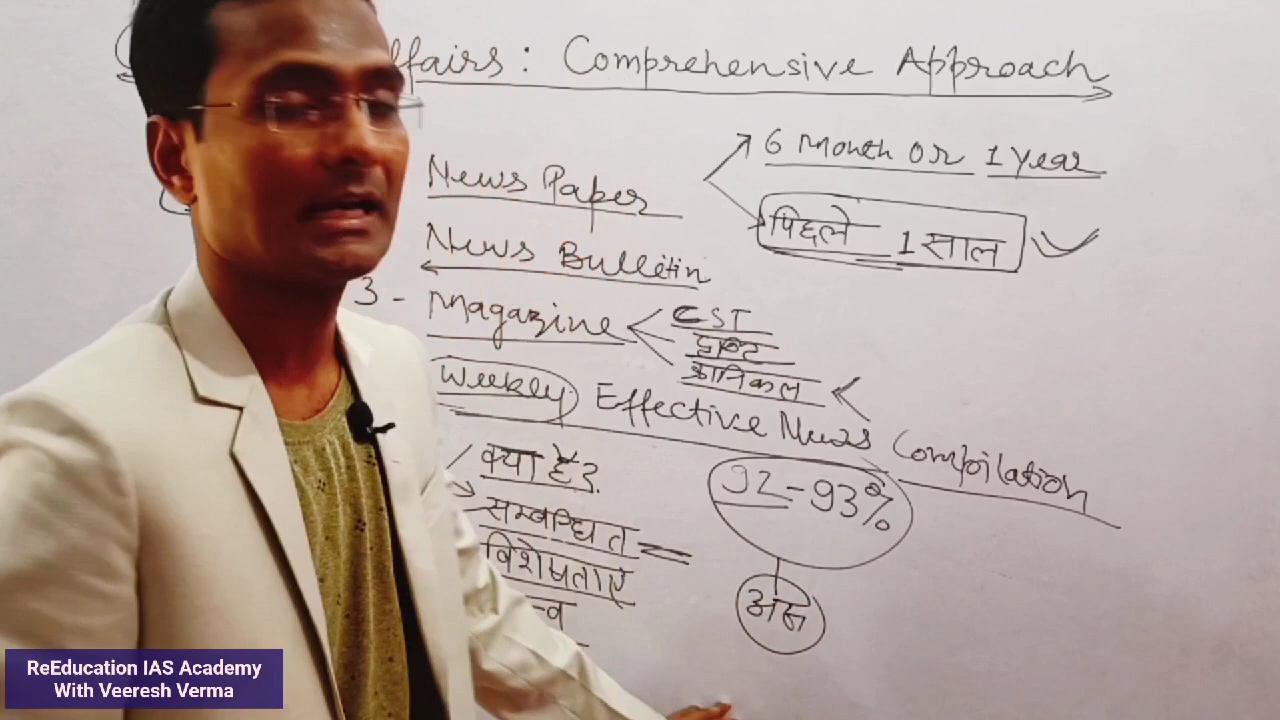 ffairs : Comprehensive Approach
6 Month or 1 year
News Paper
पिछले 1 साल
News Bulletin
3 - Magazine
CST
क्रानिकल
Weekly Effective News Compilation
क्या है ?
92-93%
सम्बन्धित
विशेषताएं
ReEducation IAS Academy
With Veeresh Verma